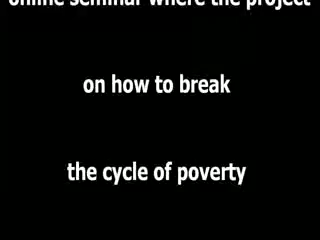 online seminar where the project
on how to break
the cycle of poverty